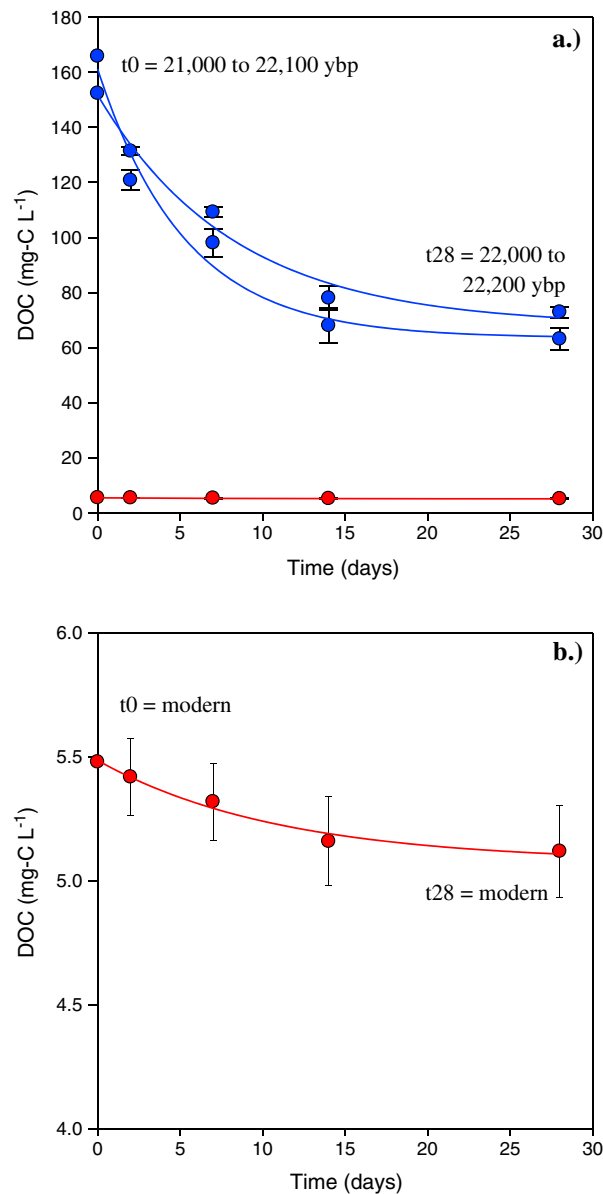 a.)
180
160
140
120
100
80
60
40
20
0
DOC (mg-C L⁻¹)
t0 = 21,000 to 22,100 ybp
t28 = 22,000 to
22,200 ybp
0 5 10 15 20 25 30
Time (days)
b.)
6.0
5.5
5.0
4.5
4.0
DOC (mg-C L⁻¹)
t0 = modern
t28 = modern
0 5 10 15 20 25 30
Time (days)